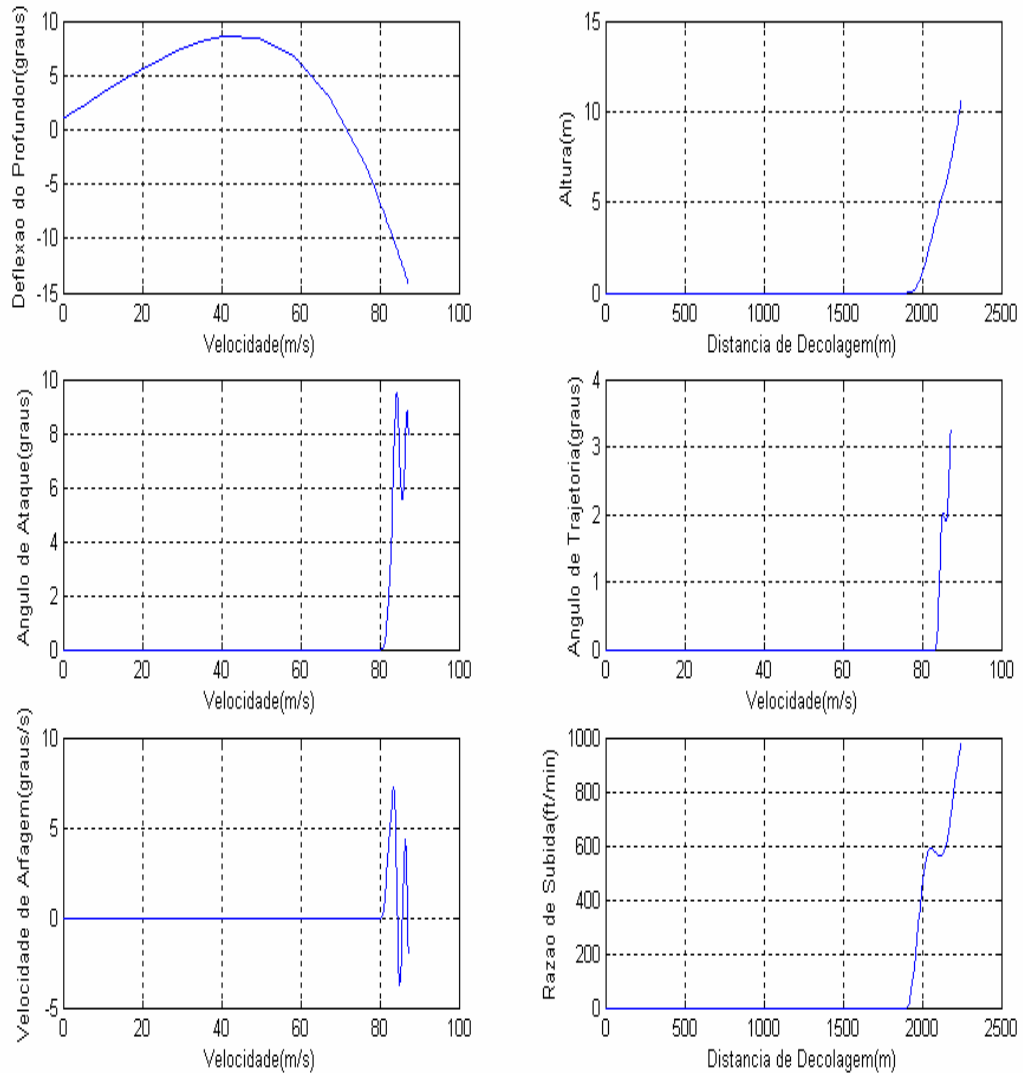 Deflexao do Profundor(graus)
10
5
0
-5
-10
-15
0 20 40 60 80 100
Velocidade(m/s)
Altura(m)
15
10
5
0
0 500 1000 1500 2000 2500
Distancia de Decolagem(m)
Angulo de Ataque(graus)
10
8
6
4
2
0
0 20 40 60 80 100
Velocidade(m/s)
Angulo de Trajetoria(graus)
4
3
2
1
0
0 20 40 60 80 100
Velocidade(m/s)
Velocidade de Arfagem(graus/s)
10
5
0
-5
0 20 40 60 80 100
Velocidade(m/s)
Razao de Subida(ft/min)
1000
800
600
400
200
0
0 500 1000 1500 2000 2500
Distancia de Decolagem(m)